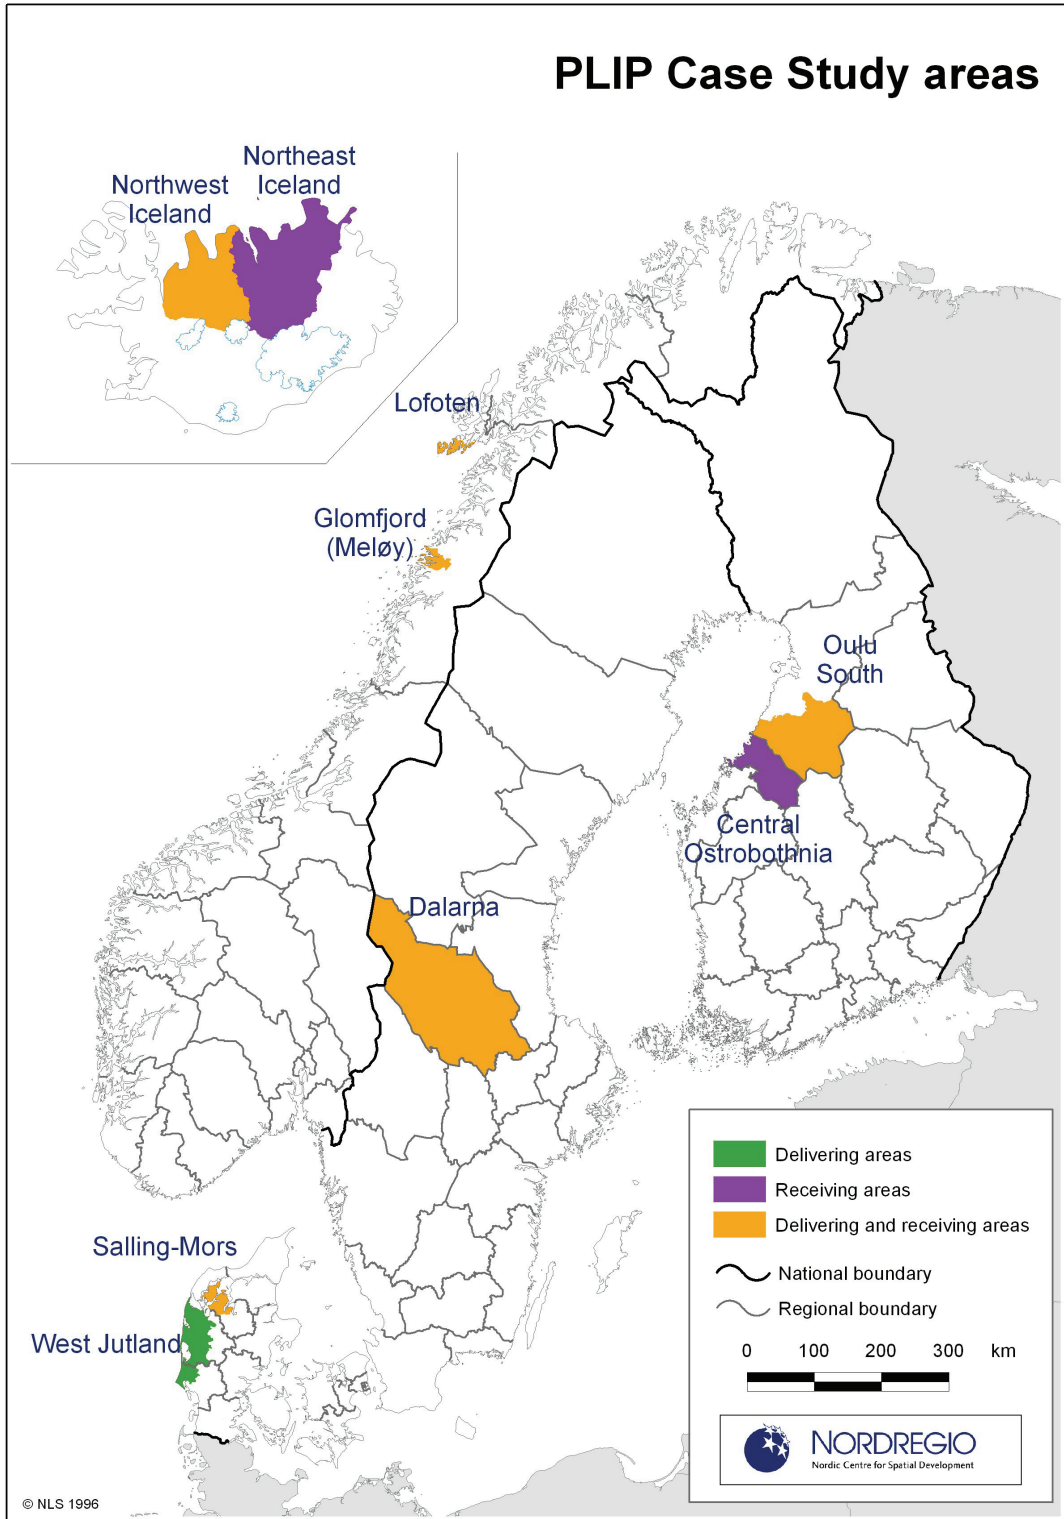 PLIP Case Study areas
Northeast
Iceland
Northwest
Iceland
Lofoten
Glomfjord
(Meløy)
Oulu
South
Central
Ostrobothnia
Dalarna
Salling-Mors
West Jutland
Delivering areas
Receiving areas
Delivering and receiving areas
National boundary
Regional boundary
0 100 200 300 km
NORDREGIO
Nordic Centre for Spatial Development
© NLS 1996